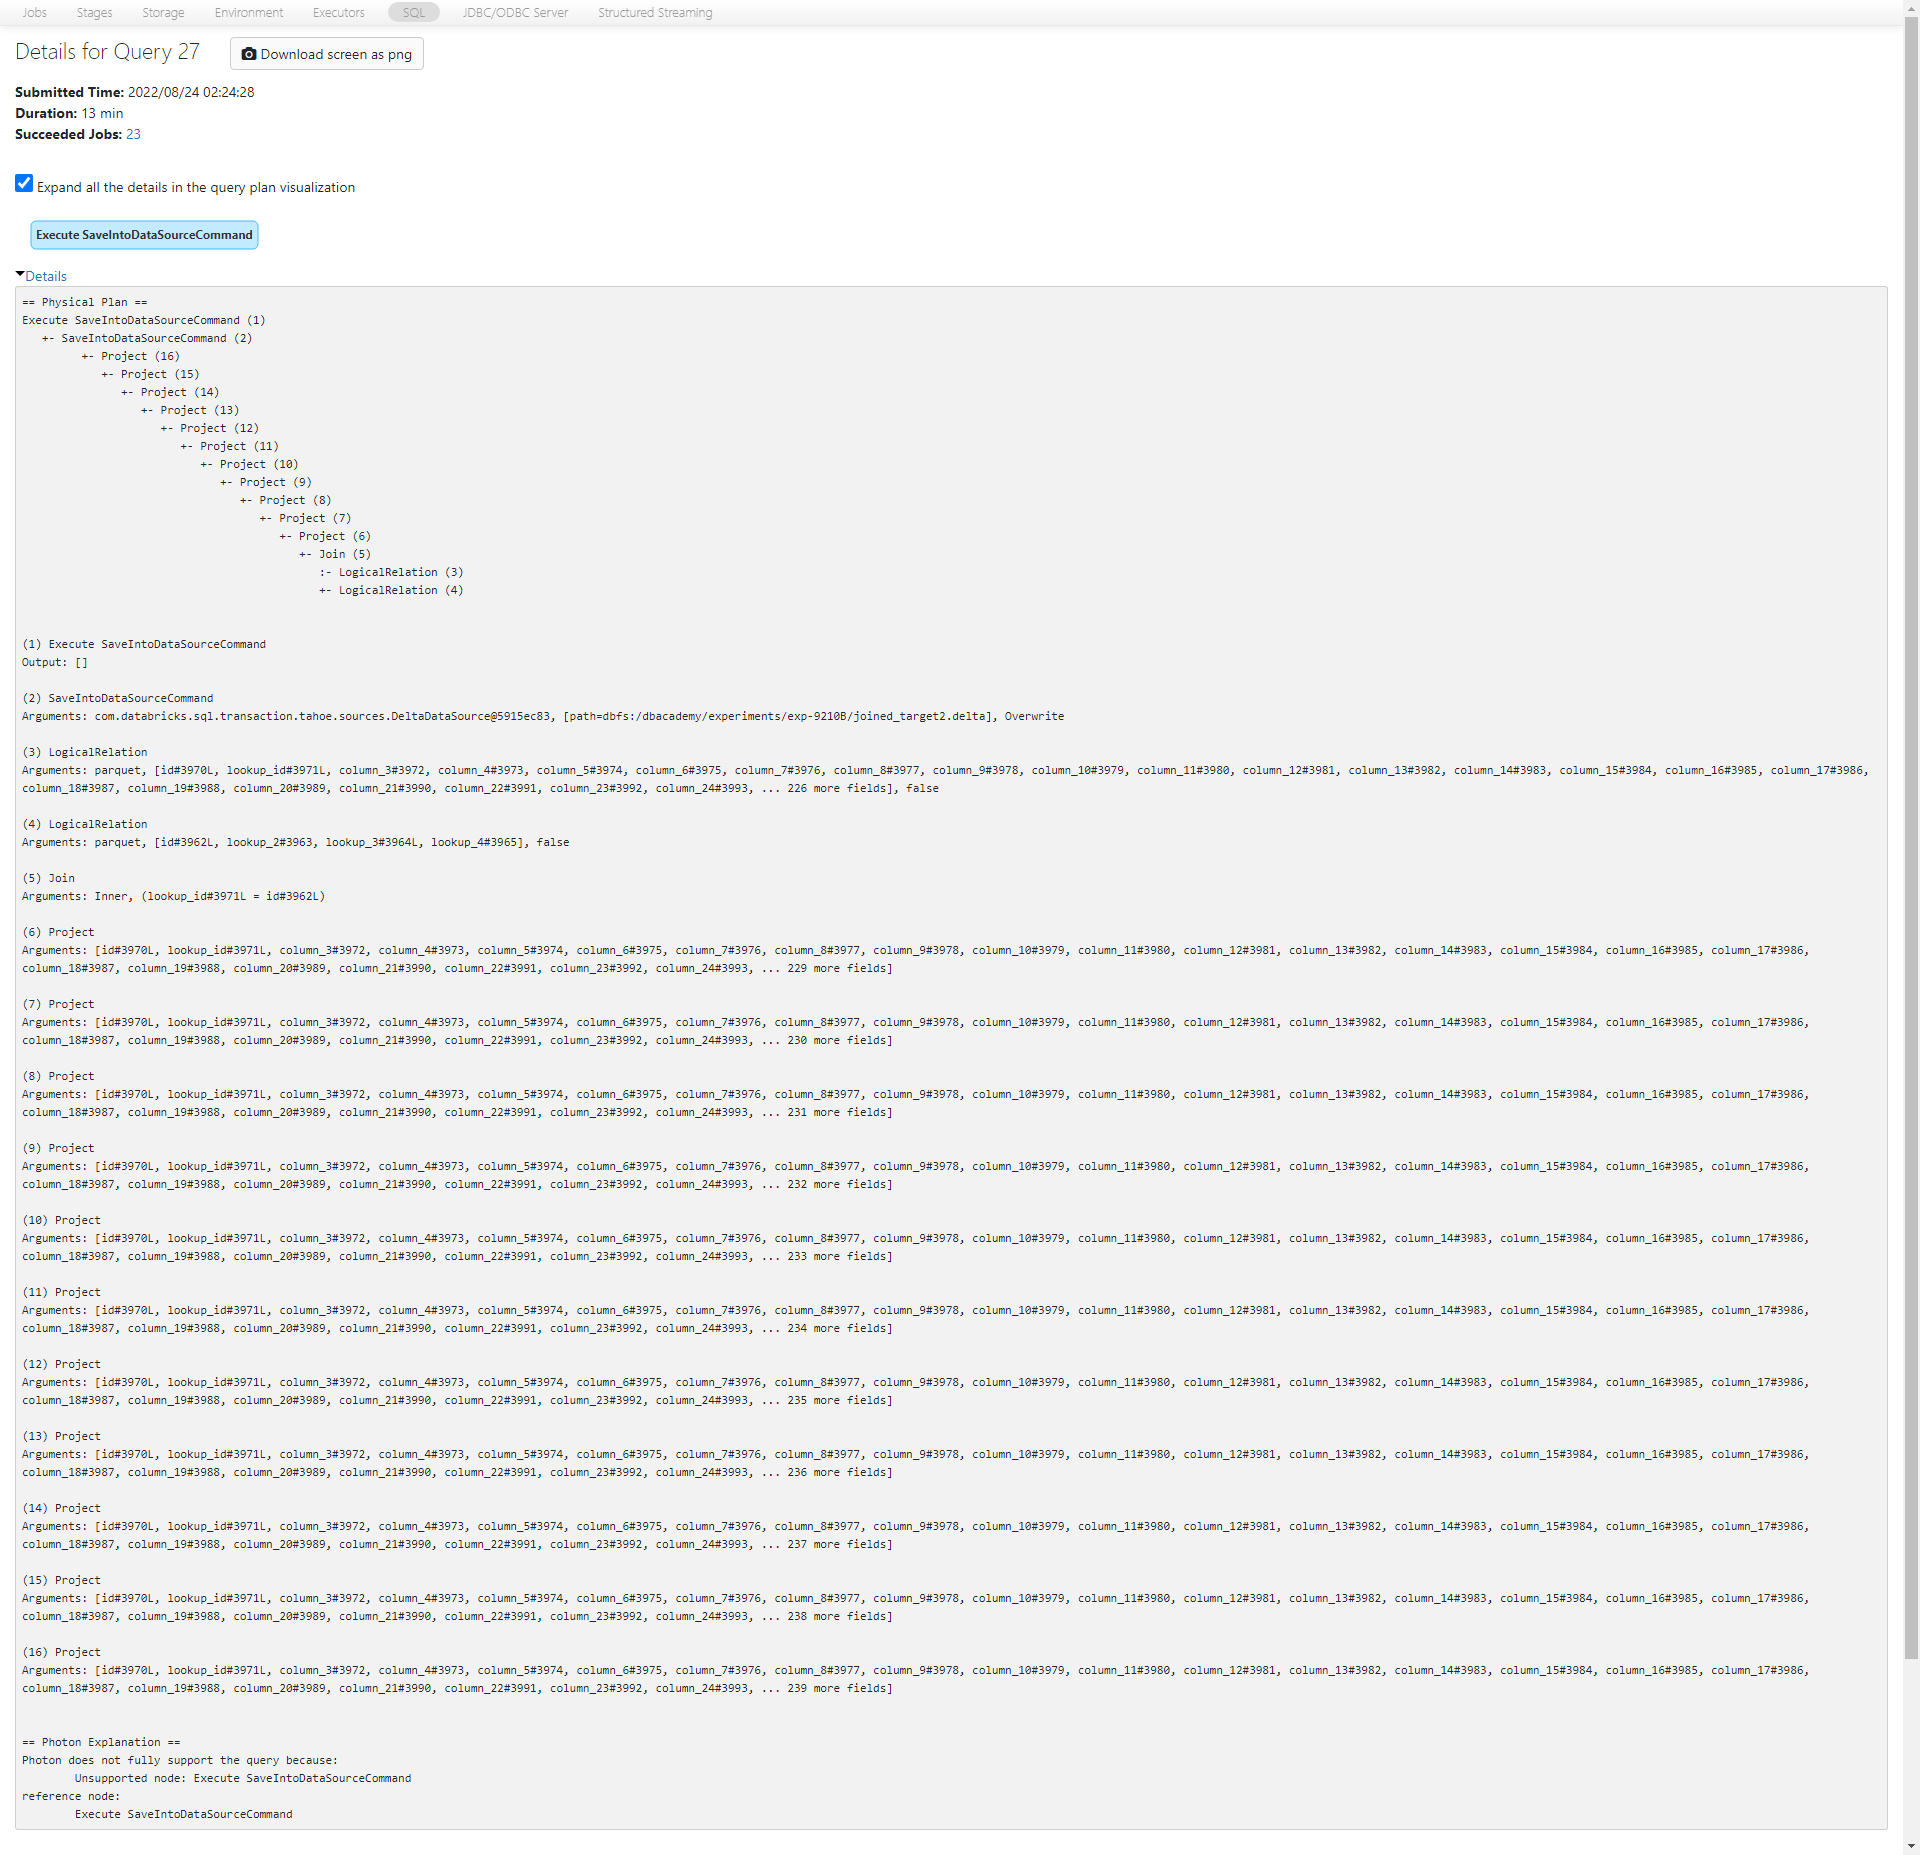 Jobs Stages Storage Environment Executors SQL JDBC/ODBC Server Structured Streaming
Details for Query 27 Download screen as png
Submitted Time: 2022/08/24 02:24:28
Duration: 13 min
Succeeded Jobs: 23
Expand all the details in the query plan visualization
Execute SaveIntoDataSourceCommand
Details
== Physical Plan ==
Execute SaveIntoDataSourceCommand (1)
+- SaveIntoDataSourceCommand (2)
+- Project (16)
+- Project (15)
+- Project (14)
+- Project (13)
+- Project (12)
+- Project (11)
+- Project (10)
+- Project (9)
+- Project (8)
+- Project (7)
+- Project (6)
+- Join (5)
:- LogicalRelation (3)
+- LogicalRelation (4)
(1) Execute SaveIntoDataSourceCommand
Output: []
(2) SaveIntoDataSourceCommand
Arguments: com.databricks.sql.transaction.tahoe.sources.DeltaDataSource@5915ec83, [path=dbfs:/dbacademy/experiments/exp-9210B/joined_target2.delta], Overwrite
(3) LogicalRelation
Arguments: parquet, [id#3970L, lookup_id#3971L, column_3#3972, column_4#3973, column_5#3974, column_6#3975, column_7#3976, column_8#3977, column_9#3978, column_10#3979, column_11#3980, column_12#3981, column_13#3982, column_14#3983, column_15#3984, column_16#3985, column_17#3986,
column_18#3987, column_19#3988, column_20#3989, column_21#3990, column_22#3991, column_23#3992, column_24#3993, ... 226 more fields], false
(4) LogicalRelation
Arguments: parquet, [id#3962L, lookup_2#3963, lookup_3#3964L, lookup_4#3965], false
(5) Join
Arguments: Inner, (lookup_id#3971L = id#3962L)
(6) Project
Arguments: [id#3970L, lookup_id#3971L, column_3#3972, column_4#3973, column_5#3974, column_6#3975, column_7#3976, column_8#3977, column_9#3978, column_10#3979, column_11#3980, column_12#3981, column_13#3982, column_14#3983, column_15#3984, column_16#3985, column_17#3986,
column_18#3987, column_19#3988, column_20#3989, column_21#3990, column_22#3991, column_23#3992, column_24#3993, ... 229 more fields]
(7) Project
Arguments: [id#3970L, lookup_id#3971L, column_3#3972, column_4#3973, column_5#3974, column_6#3975, column_7#3976, column_8#3977, column_9#3978, column_10#3979, column_11#3980, column_12#3981, column_13#3982, column_14#3983, column_15#3984, column_16#3985, column_17#3986,
column_18#3987, column_19#3988, column_20#3989, column_21#3990, column_22#3991, column_23#3992, column_24#3993, ... 230 more fields]
(8) Project
Arguments: [id#3970L, lookup_id#3971L, column_3#3972, column_4#3973, column_5#3974, column_6#3975, column_7#3976, column_8#3977, column_9#3978, column_10#3979, column_11#3980, column_12#3981, column_13#3982, column_14#3983, column_15#3984, column_16#3985, column_17#3986,
column_18#3987, column_19#3988, column_20#3989, column_21#3990, column_22#3991, column_23#3992, column_24#3993, ... 231 more fields]
(9) Project
Arguments: [id#3970L, lookup_id#3971L, column_3#3972, column_4#3973, column_5#3974, column_6#3975, column_7#3976, column_8#3977, column_9#3978, column_10#3979, column_11#3980, column_12#3981, column_13#3982, column_14#3983, column_15#3984, column_16#3985, column_17#3986,
column_18#3987, column_19#3988, column_20#3989, column_21#3990, column_22#3991, column_23#3992, column_24#3993, ... 232 more fields]
(10) Project
Arguments: [id#3970L, lookup_id#3971L, column_3#3972, column_4#3973, column_5#3974, column_6#3975, column_7#3976, column_8#3977, column_9#3978, column_10#3979, column_11#3980, column_12#3981, column_13#3982, column_14#3983, column_15#3984, column_16#3985, column_17#3986,
column_18#3987, column_19#3988, column_20#3989, column_21#3990, column_22#3991, column_23#3992, column_24#3993, ... 233 more fields]
(11) Project
Arguments: [id#3970L, lookup_id#3971L, column_3#3972, column_4#3973, column_5#3974, column_6#3975, column_7#3976, column_8#3977, column_9#3978, column_10#3979, column_11#3980, column_12#3981, column_13#3982, column_14#3983, column_15#3984, column_16#3985, column_17#3986,
column_18#3987, column_19#3988, column_20#3989, column_21#3990, column_22#3991, column_23#3992, column_24#3993, ... 234 more fields]
(12) Project
Arguments: [id#3970L, lookup_id#3971L, column_3#3972, column_4#3973, column_5#3974, column_6#3975, column_7#3976, column_8#3977, column_9#3978, column_10#3979, column_11#3980, column_12#3981, column_13#3982, column_14#3983, column_15#3984, column_16#3985, column_17#3986,
column_18#3987, column_19#3988, column_20#3989, column_21#3990, column_22#3991, column_23#3992, column_24#3993, ... 235 more fields]
(13) Project
Arguments: [id#3970L, lookup_id#3971L, column_3#3972, column_4#3973, column_5#3974, column_6#3975, column_7#3976, column_8#3977, column_9#3978, column_10#3979, column_11#3980, column_12#3981, column_13#3982, column_14#3983, column_15#3984, column_16#3985, column_17#3986,
column_18#3987, column_19#3988, column_20#3989, column_21#3990, column_22#3991, column_23#3992, column_24#3993, ... 236 more fields]
(14) Project
Arguments: [id#3970L, lookup_id#3971L, column_3#3972, column_4#3973, column_5#3974, column_6#3975, column_7#3976, column_8#3977, column_9#3978, column_10#3979, column_11#3980, column_12#3981, column_13#3982, column_14#3983, column_15#3984, column_16#3985, column_17#3986,
column_18#3987, column_19#3988, column_20#3989, column_21#3990, column_22#3991, column_23#3992, column_24#3993, ... 237 more fields]
(15) Project
Arguments: [id#3970L, lookup_id#3971L, column_3#3972, column_4#3973, column_5#3974, column_6#3975, column_7#3976, column_8#3977, column_9#3978, column_10#3979, column_11#3980, column_12#3981, column_13#3982, column_14#3983, column_15#3984, column_16#3985, column_17#3986,
column_18#3987, column_19#3988, column_20#3989, column_21#3990, column_22#3991, column_23#3992, column_24#3993, ... 238 more fields]
(16) Project
Arguments: [id#3970L, lookup_id#3971L, column_3#3972, column_4#3973, column_5#3974, column_6#3975, column_7#3976, column_8#3977, column_9#3978, column_10#3979, column_11#3980, column_12#3981, column_13#3982, column_14#3983, column_15#3984, column_16#3985, column_17#3986,
column_18#3987, column_19#3988, column_20#3989, column_21#3990, column_22#3991, column_23#3992, column_24#3993, ... 239 more fields]
== Photon Explanation ==
Photon does not fully support the query because:
Unsupported node: Execute SaveIntoDataSourceCommand
reference node:
Execute SaveIntoDataSourceCommand